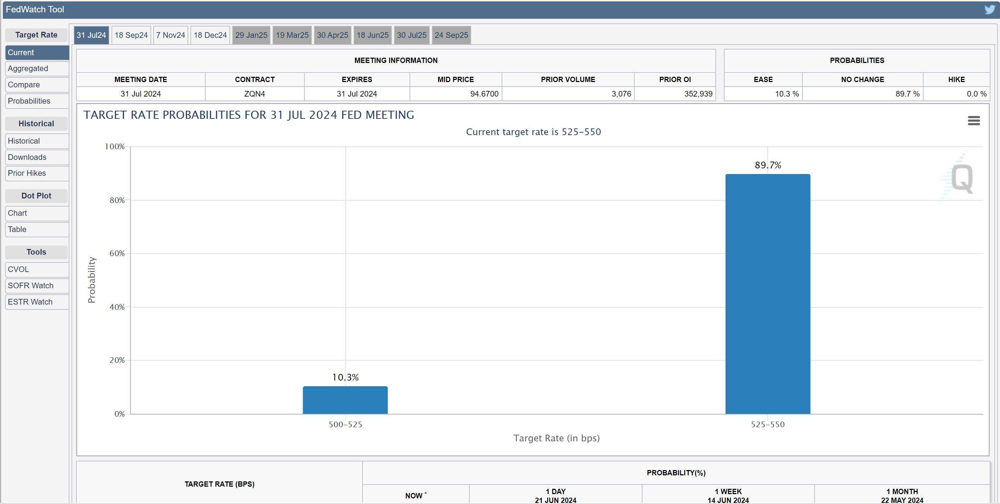 FedWatch Tool
Target Rate
Current
Aggregated
Compare
Probabilities
Historical
Historical
Downloads
Prior Hikes
Dot Plot
Chart
Table
Tools
CVOL
SOFR Watch
ESTR Watch
31 Jul24 18 Sep24 7 Nov24 18 Dec24 29 Jan25 19 Mar25 30 Apr25 18 Jun25 30 Jul25 24 Sep25
MEETING INFORMATION
MEETING DATE CONTRACT EXPIRES MID PRICE PRIOR VOLUME PRIOR OI
31 Jul 2024 ZQN4 31 Jul 2024 94.6700 3,076 352,939
PROBABILITIES
EASE NO CHANGE HIKE
10.3 % 89.7 % 0.0 %
TARGET RATE PROBABILITIES FOR 31 JUL 2024 FED MEETING
Current target rate is 525–550
Probability
100%
80%
60%
40%
20%
0%
10.3%
89.7%
Q
500–525 525–550
Target Rate (in bps)
TARGET RATE (BPS)
PROBABILITY(%)
NOW * 1 DAY 1 WEEK 1 MONTH
21 JUN 2024 14 JUN 2024 22 MAY 2024